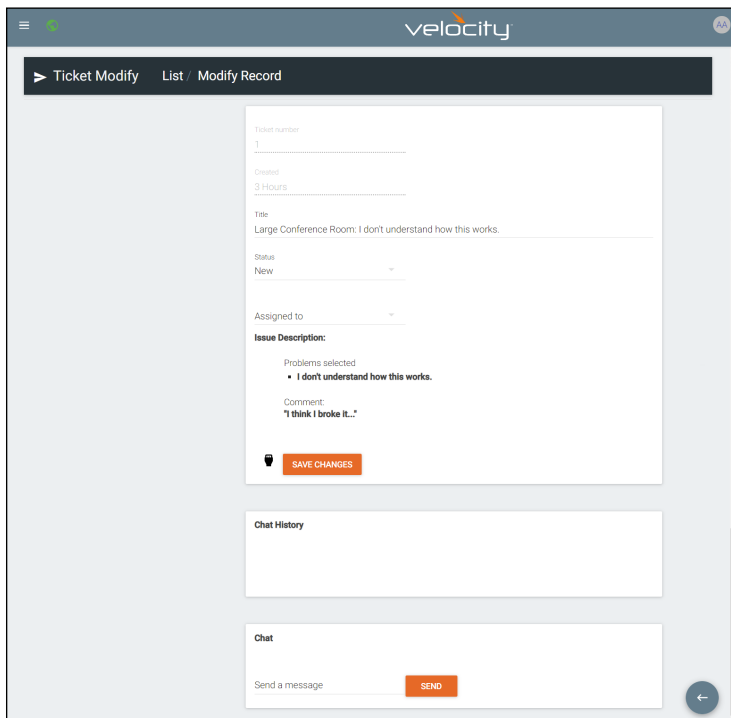 velocity
AA
Ticket Modify List / Modify Record
Ticket number
1
Created
3 Hours
Title
Large Conference Room: I don't understand how this works.
Status
New
Assigned to
Issue Description:
Problems selected
I don't understand how this works.
Comment:
"I think I broke it..."
SAVE CHANGES
Chat History
Chat
Send a message SEND